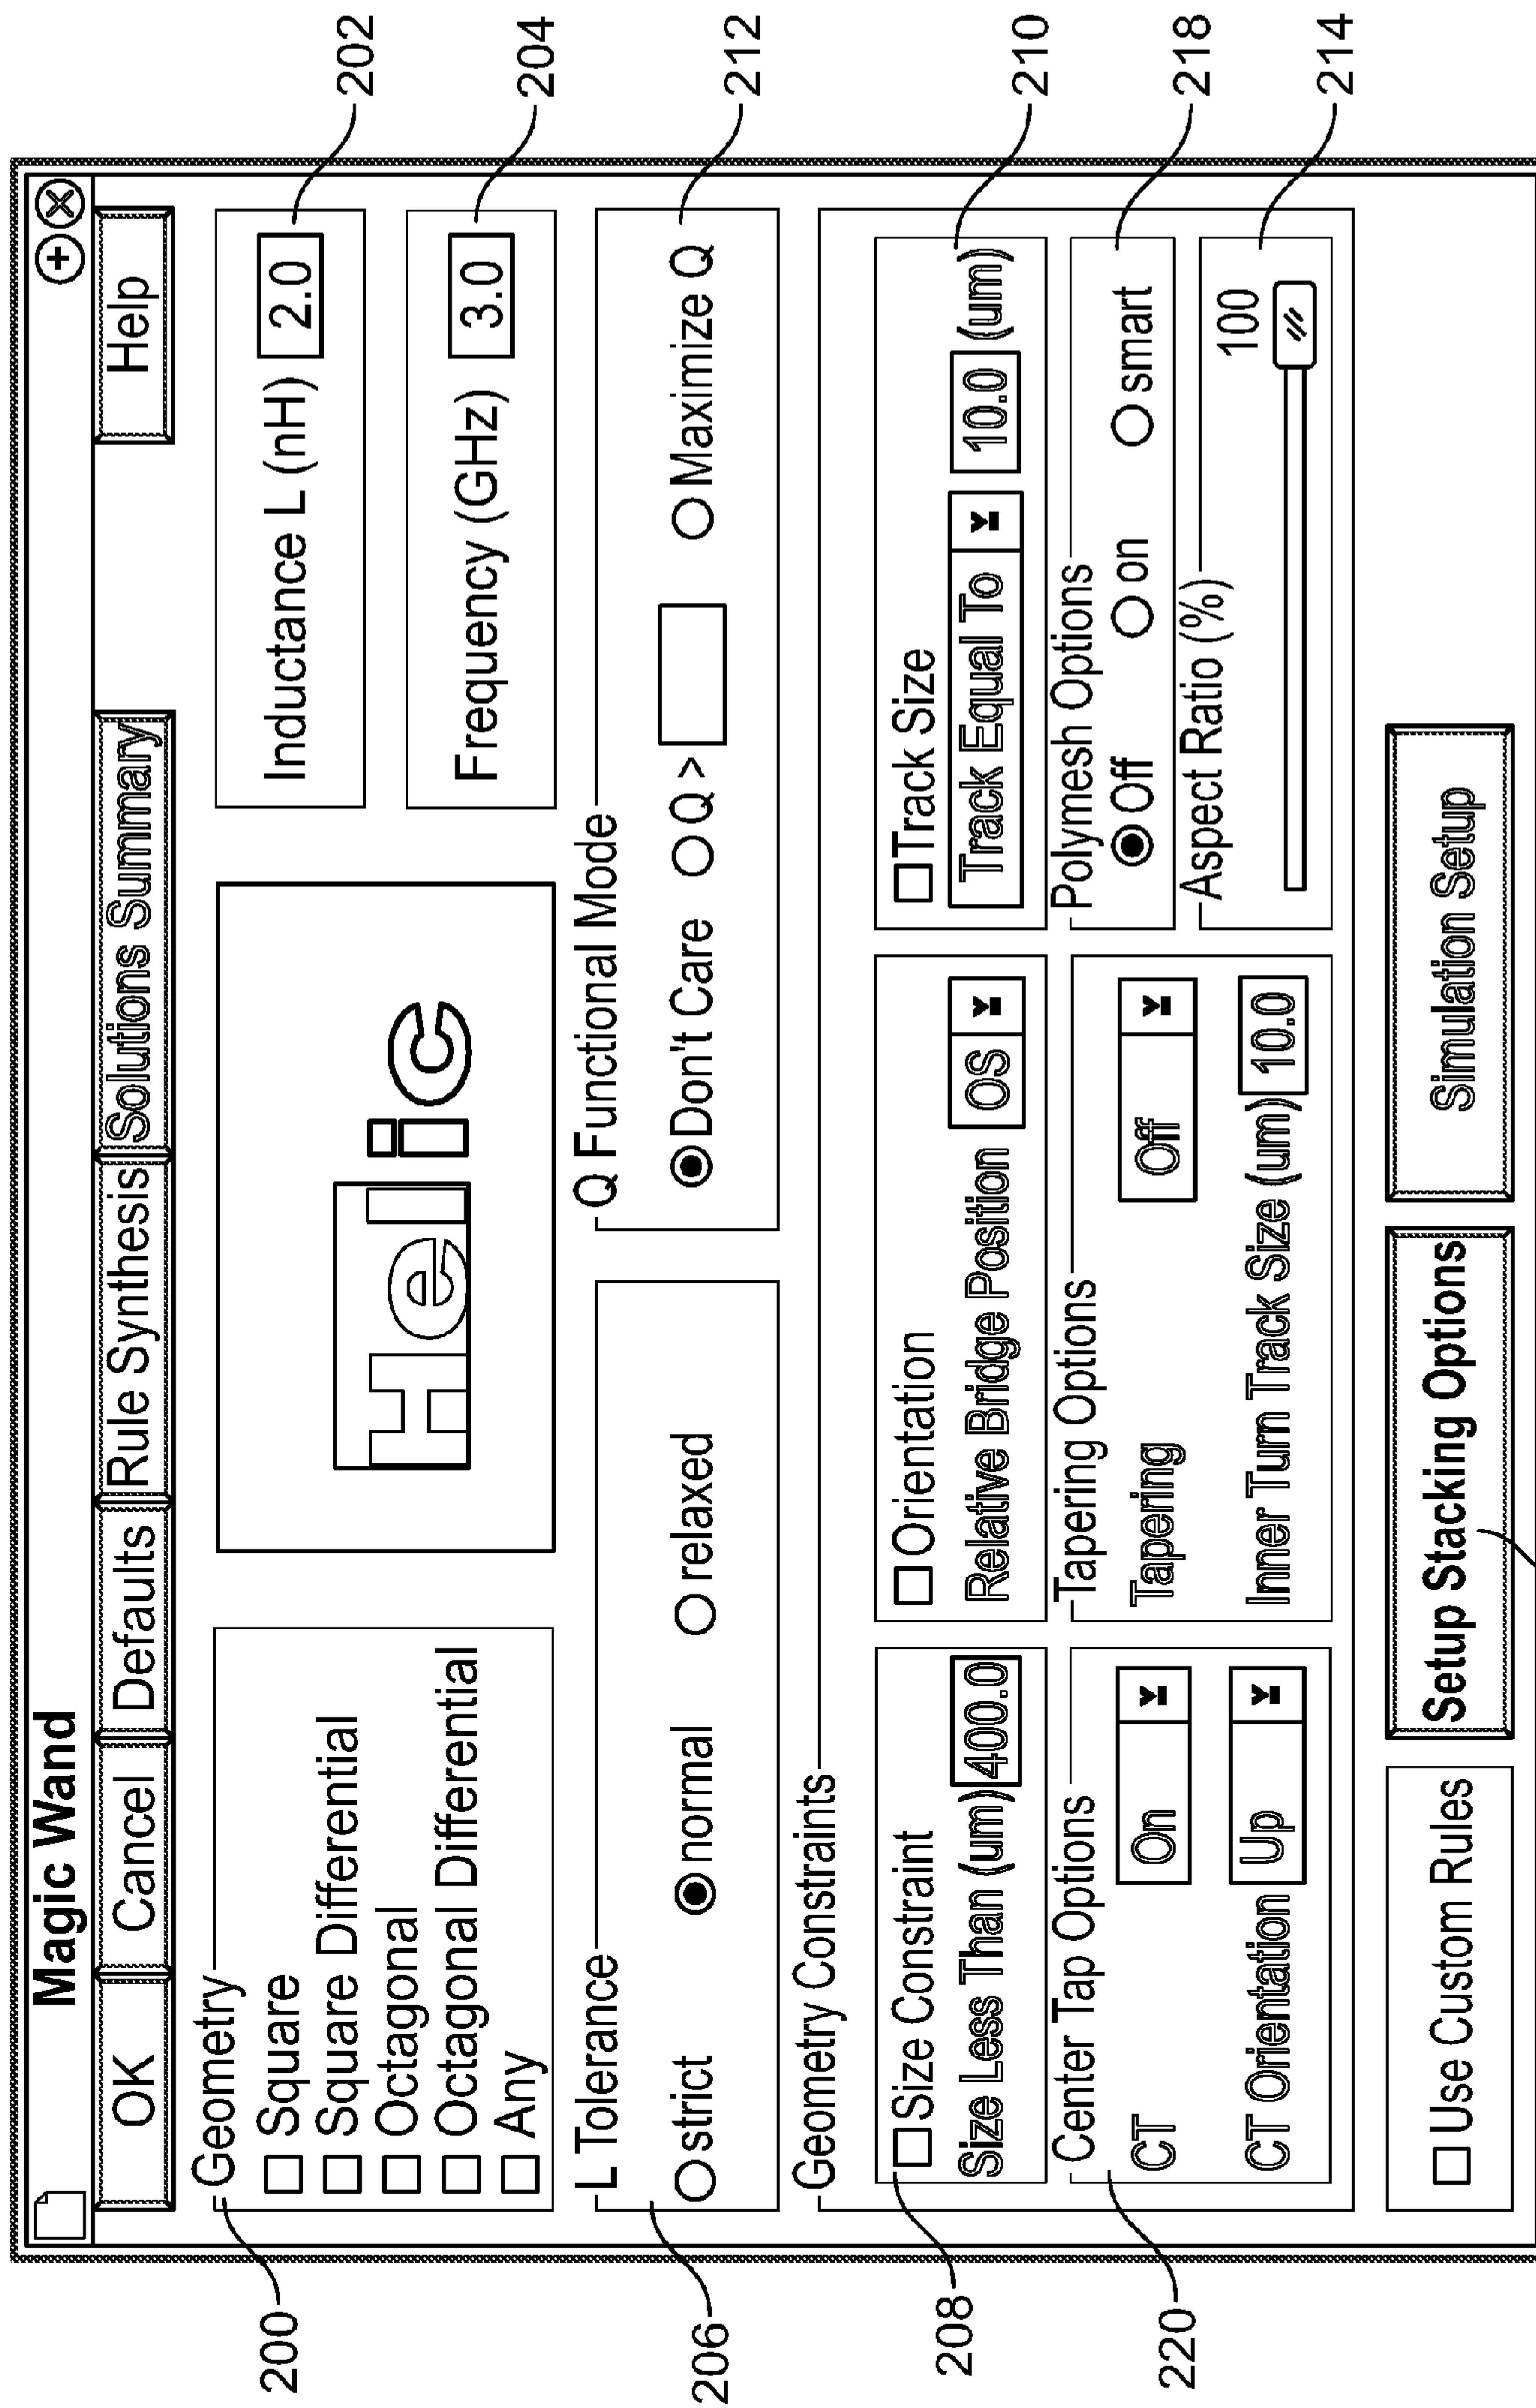 Magic Wand
OK Cancel Defaults Rule Synthesis Solutions Summary Help
200
Geometry
Square
Square Differential
Octagonal
Octagonal Differential
Any
Helic
Inductance L (nH) 2.0
202
Frequency (GHz) 3.0
204
206
L Tolerance
strict normal relaxed
Q Functional Mode
Don't Care Q > Maximize Q
212
Geometry Constraints
208
Size Constraint
Size Less Than (um) 400.0
Orientation
Relative Bridge Position OS
Track Size
Track Equal To 10.0 (um)
210
220
Center Tap Options
CT On
CT Orientation Up
Tapering Options
Tapering Off
Inner Turn Track Size (um) 10.0
Polymesh Options
Off on smart
218
Aspect Ratio (%)
100
214
Use Custom Rules
Setup Stacking Options
Simulation Setup